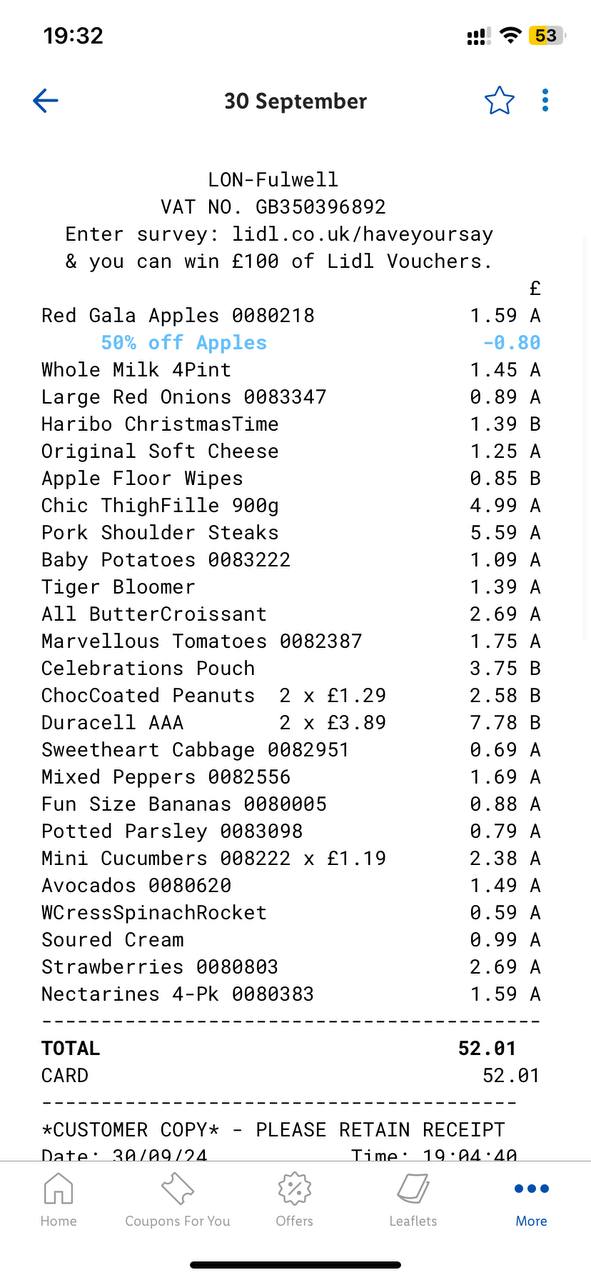 19:32
53
30 September
LON-Fulwell
VAT NO. GB350396892
Enter survey: lidl.co.uk/haveyoursay
& you can win £100 of Lidl Vouchers.
£
Red Gala Apples 0080218 1.59 A
50% off Apples -0.80
Whole Milk 4Pint 1.45 A
Large Red Onions 0083347 0.89 A
Haribo ChristmasTime 1.39 B
Original Soft Cheese 1.25 A
Apple Floor Wipes 0.85 B
Chic ThighFille 900g 4.99 A
Pork Shoulder Steaks 5.59 A
Baby Potatoes 0083222 1.09 A
Tiger Bloomer 1.39 A
All ButterCroissant 2.69 A
Marvellous Tomatoes 0082387 1.75 A
Celebrations Pouch 3.75 B
ChocCoated Peanuts 2 x £1.29 2.58 B
Duracell AAA 2 x £3.89 7.78 B
Sweetheart Cabbage 0082951 0.69 A
Mixed Peppers 0082556 1.69 A
Fun Size Bananas 0080005 0.88 A
Potted Parsley 0083098 0.79 A
Mini Cucumbers 008222 x £1.19 2.38 A
Avocados 0080620 1.49 A
WCressSpinachRocket 0.59 A
Soured Cream 0.99 A
Strawberries 0080803 2.69 A
Nectarines 4-Pk 0080383 1.59 A
------------------------------------------
TOTAL 52.01
CARD 52.01
----------------------------------------
*CUSTOMER COPY* - PLEASE RETAIN RECEIPT
Date: 30/09/24 Time: 19:04:40
Home Coupons For You Offers Leaflets More